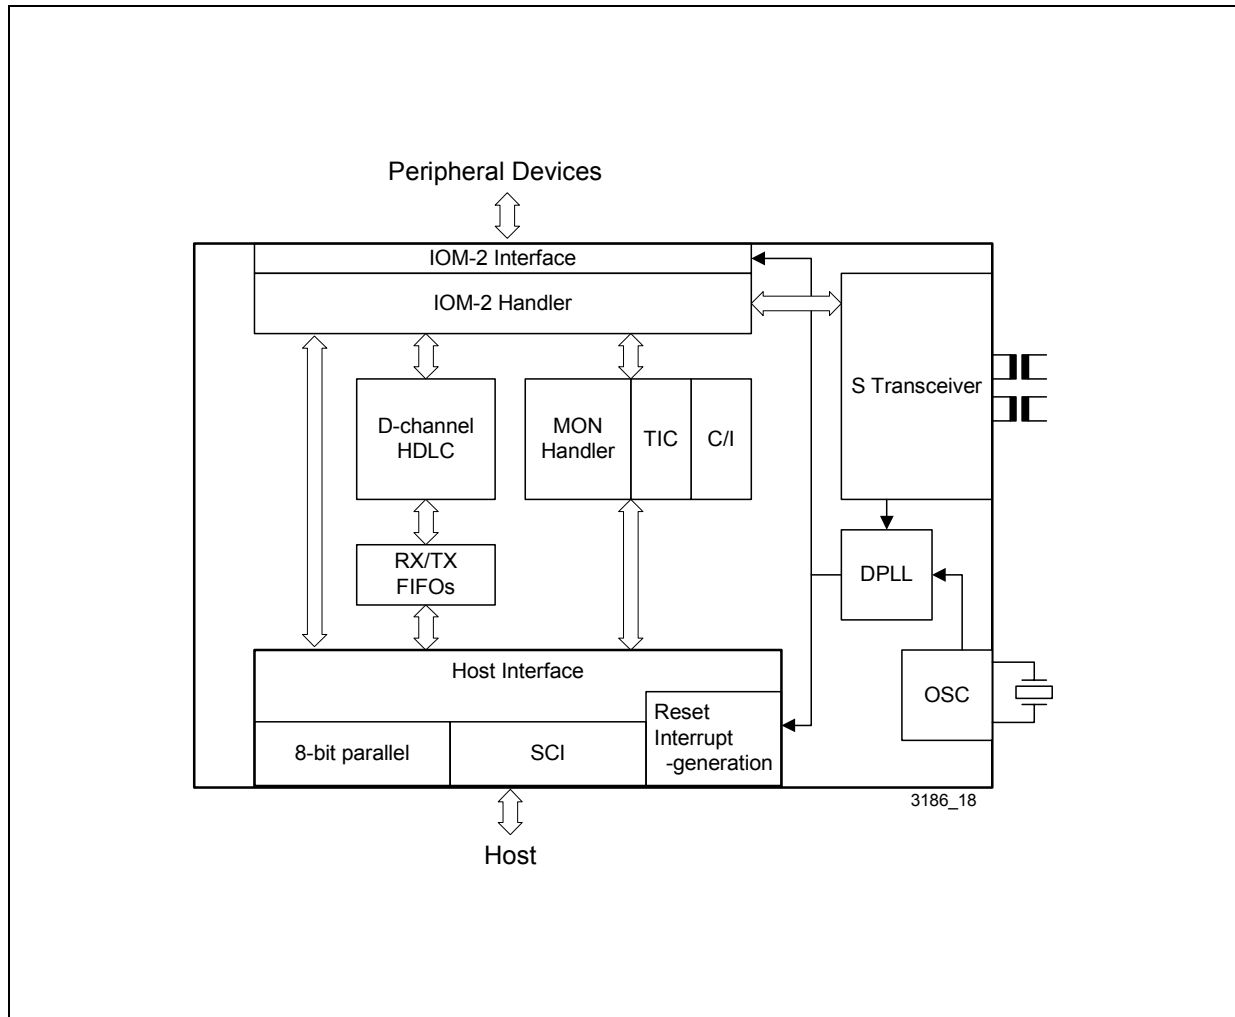 Peripheral Devices
IOM-2 Interface
IOM-2 Handler
S Transceiver
D-channel
HDLC
MON
Handler
TIC
C/I
RX/TX
FIFOs
DPLL
Host Interface
OSC
8-bit parallel
SCI
Reset
Interrupt
-generation
3186_18
Host